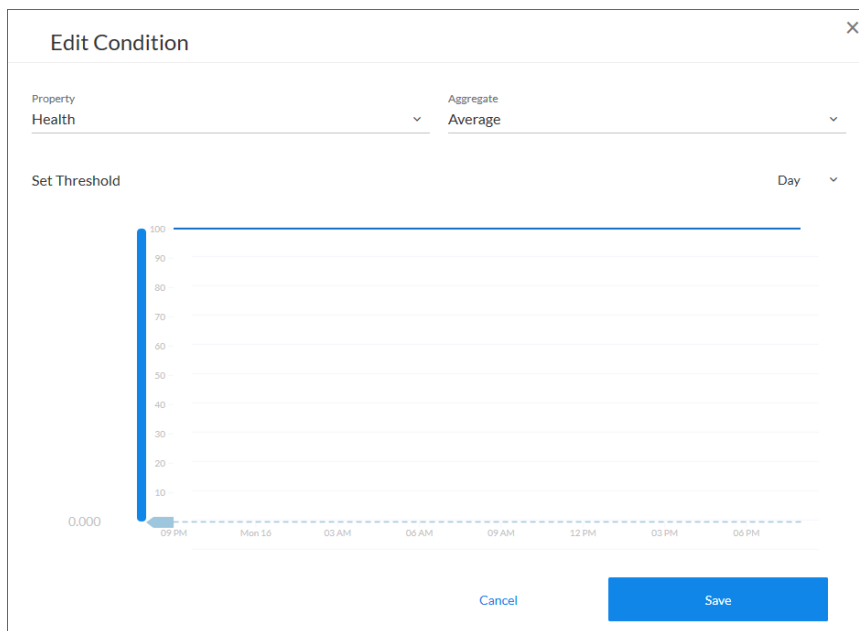 Edit Condition
×
Property
Health
Aggregate
Average
Set Threshold
Day
100
90
80
70
60
50
40
30
20
10
0.000
09 PM Mon 16 03 AM 06 AM 09 AM 12 PM 03 PM 06 PM
Cancel
Save